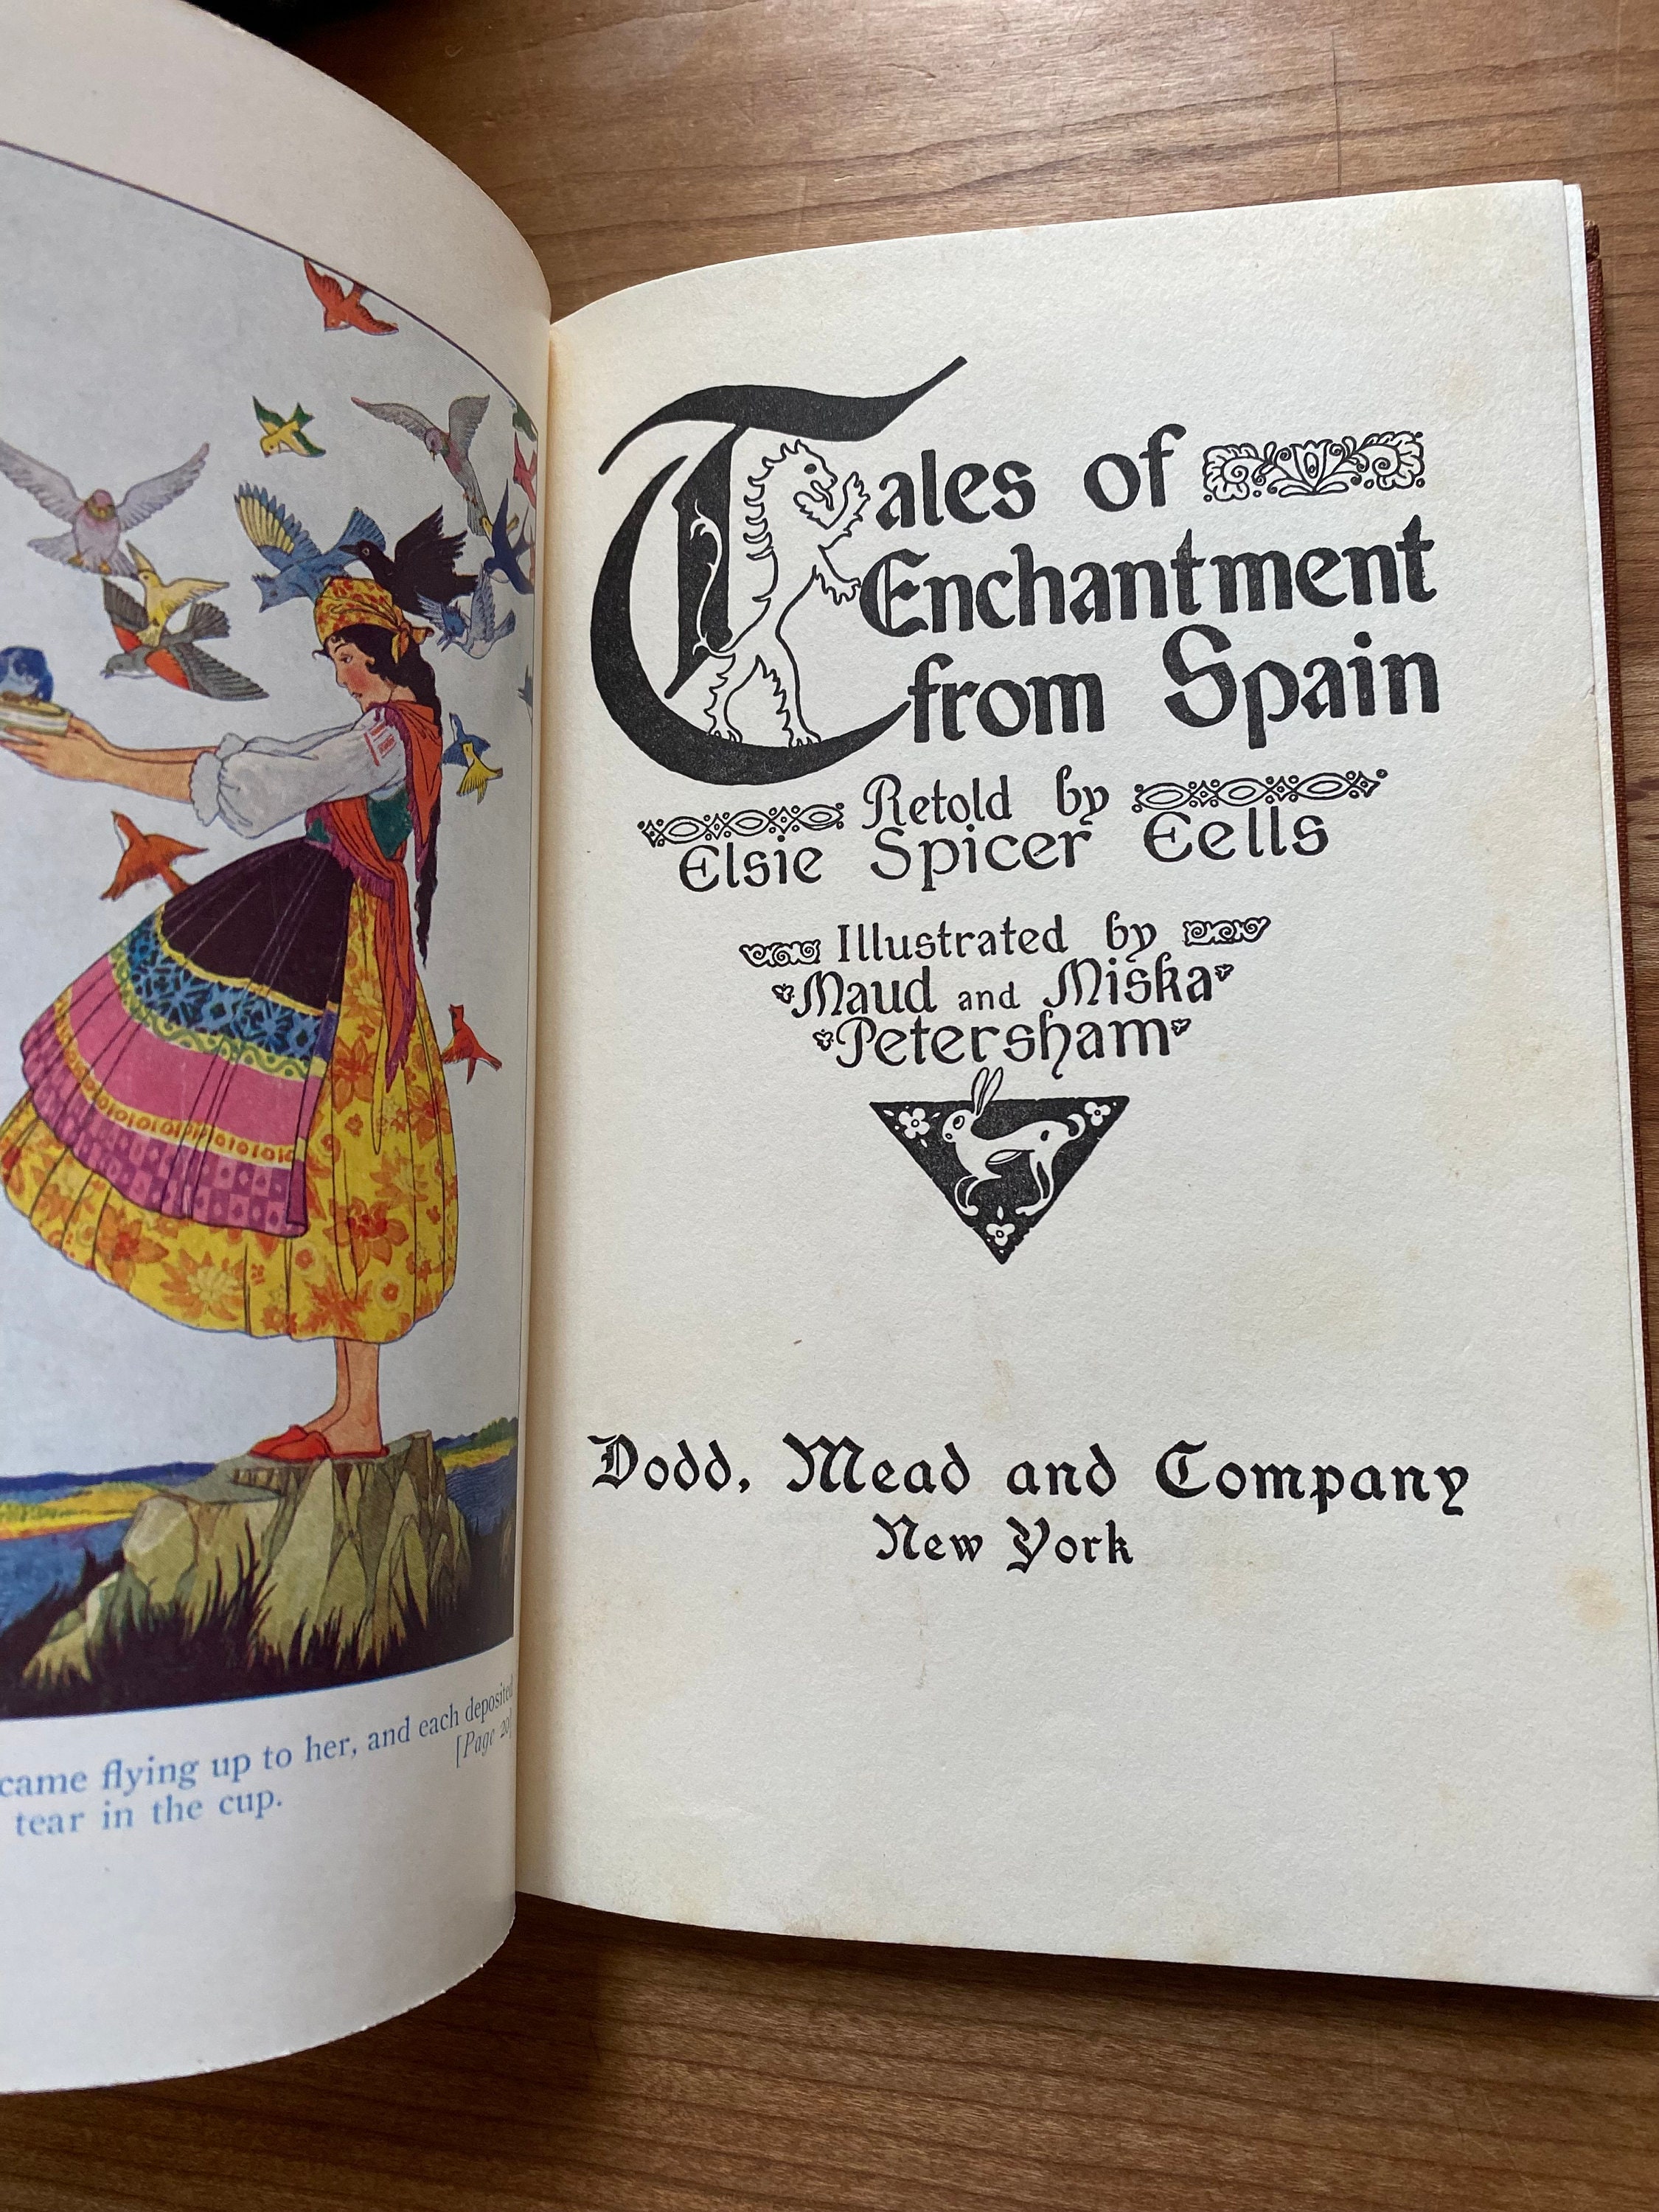 came flying up to her, and each deposited
tear in the cup.
[Page
Tales of
Enchantment
from Spain
Retold by
Elsie Spicer Eells
Illustrated by
Maud and Miska
Petersham
Dodd, Mead and Company
New York